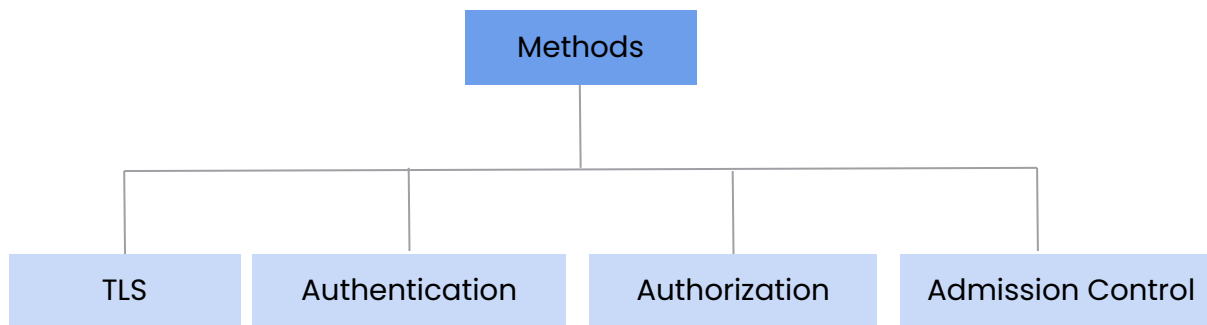 Methods
TLS
Authentication
Authorization
Admission Control